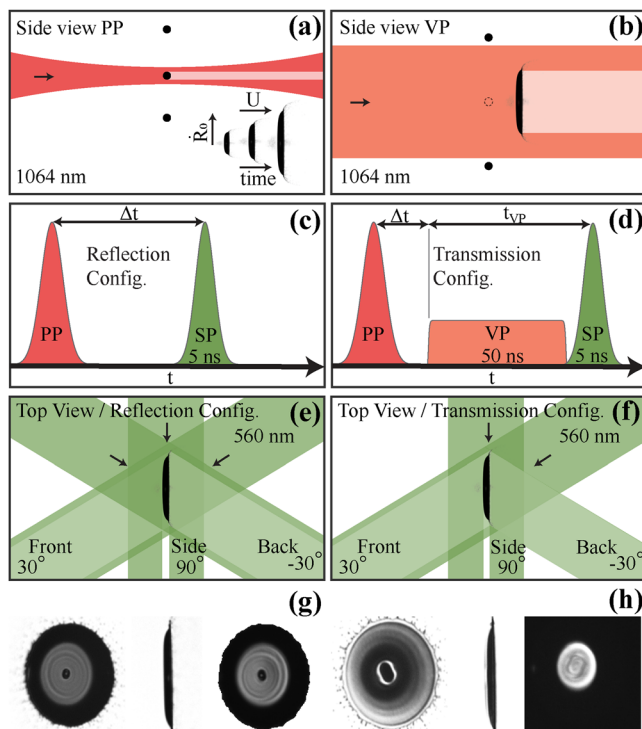 Side view PP
(a)
U
Ṙ₀
time
1064 nm
Side view VP
(b)
1064 nm
(c)
Δt
Reflection
Config.
PP
SP
5 ns
t
(d)
Δt
t_VP
Transmission
Config.
PP
VP
50 ns
SP
5 ns
t
Top View / Reflection Config.
(e)
560 nm
Front
30°
Side
90°
Back
-30°
Top View / Transmission Config.
(f)
560 nm
Front
30°
Side
90°
Back
-30°
(g)
(h)